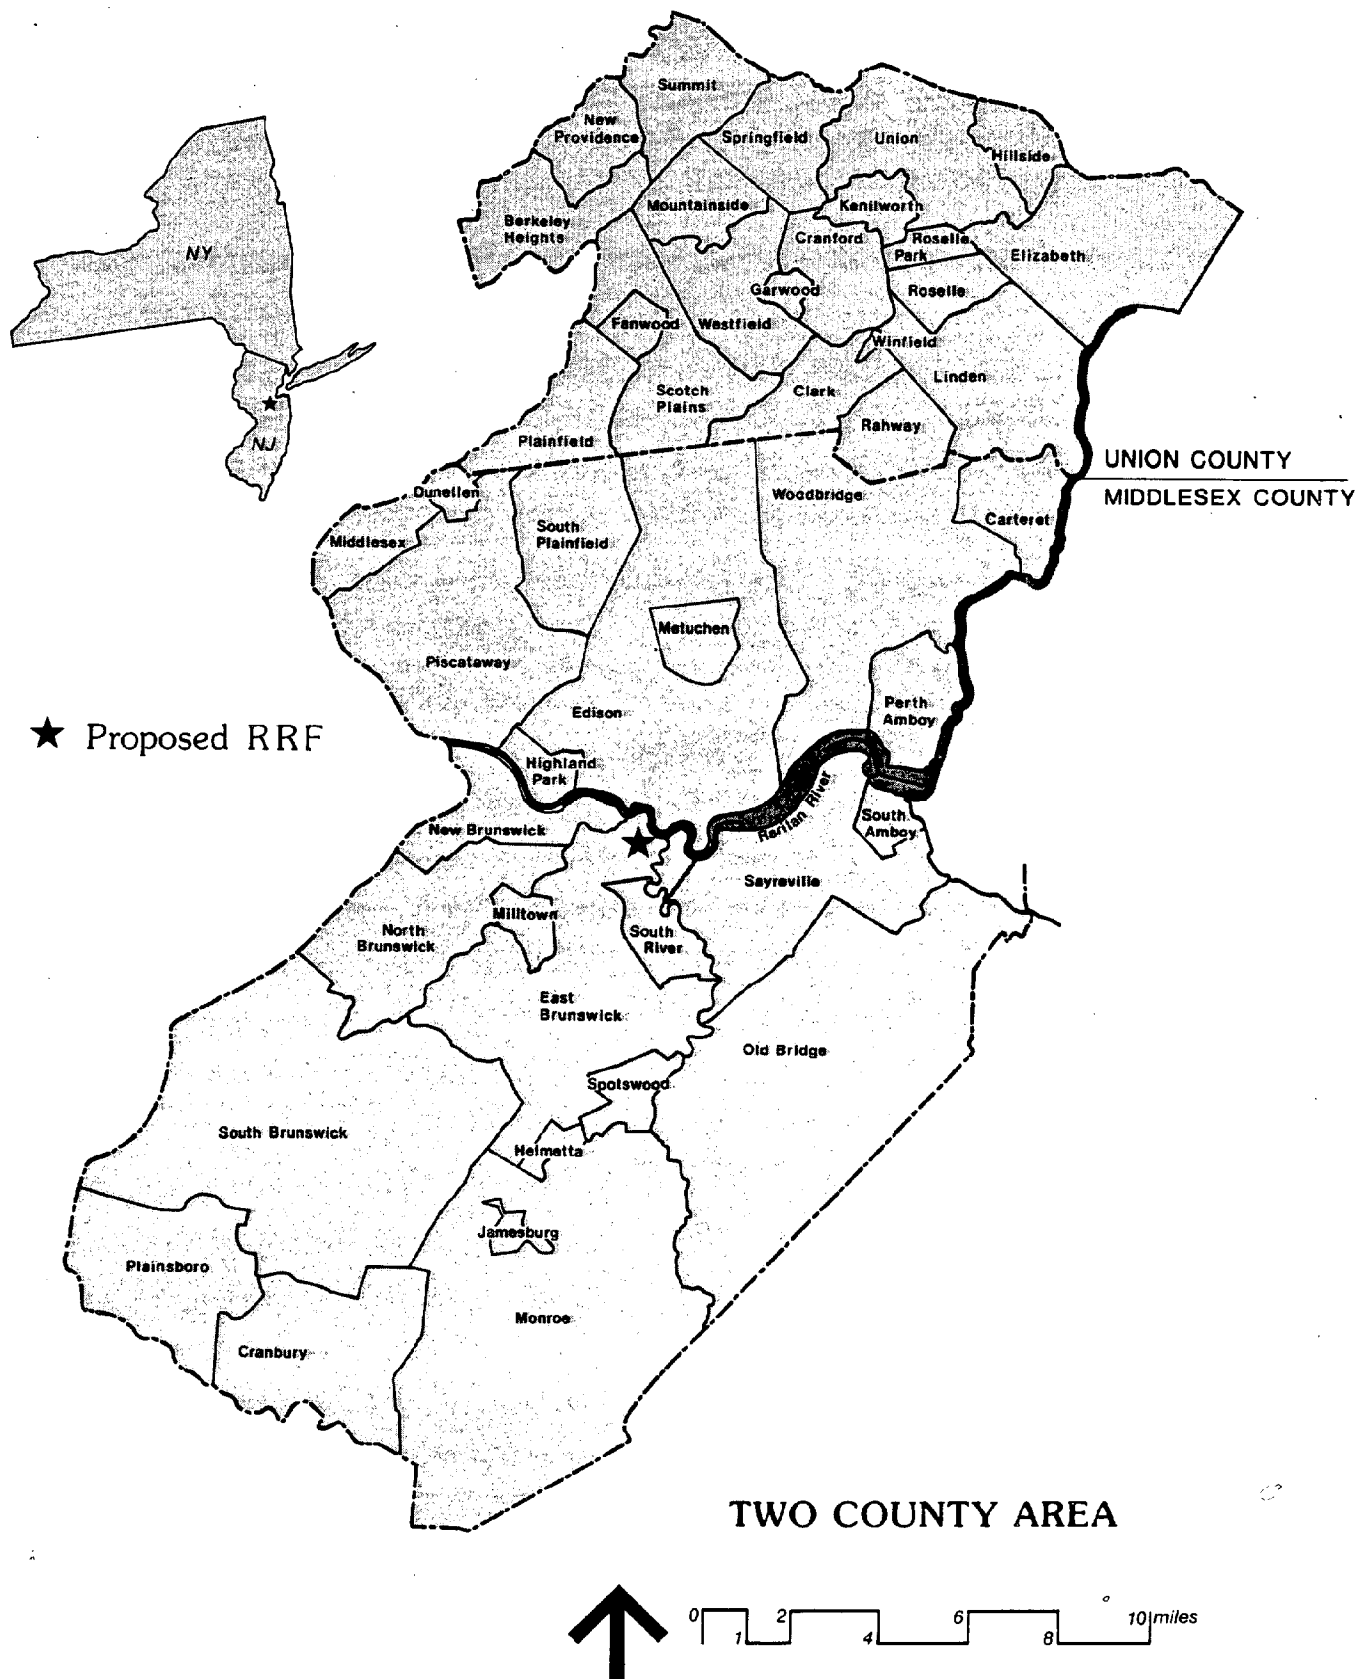 Summit
New
Providence
Springfield
Union
Hillside
Berkeley
Heights
Mountainside
Kenilworth
Cranford
Roselle
Park
Elizabeth
NY
Garwood
Roselle
Fanwood
Westfield
Winfield
Scotch
Plains
Clark
Linden
Rahway
NJ
Plainfield
UNION COUNTY
MIDDLESEX COUNTY
Dunellen
Woodbridge
Carteret
Middlesex
South
Plainfield
Metuchen
Piscataway
Edison
Perth
Amboy
Proposed RRF
Highland
Park
Raritan River
South
Amboy
New Brunswick
Sayreville
Milltown
North
Brunswick
South
River
East
Brunswick
Old Bridge
Spotswood
South Brunswick
Helmetta
Jamesburg
Plainsboro
Monroe
Cranbury
TWO COUNTY AREA
0 2 6 10 miles
1 4 8